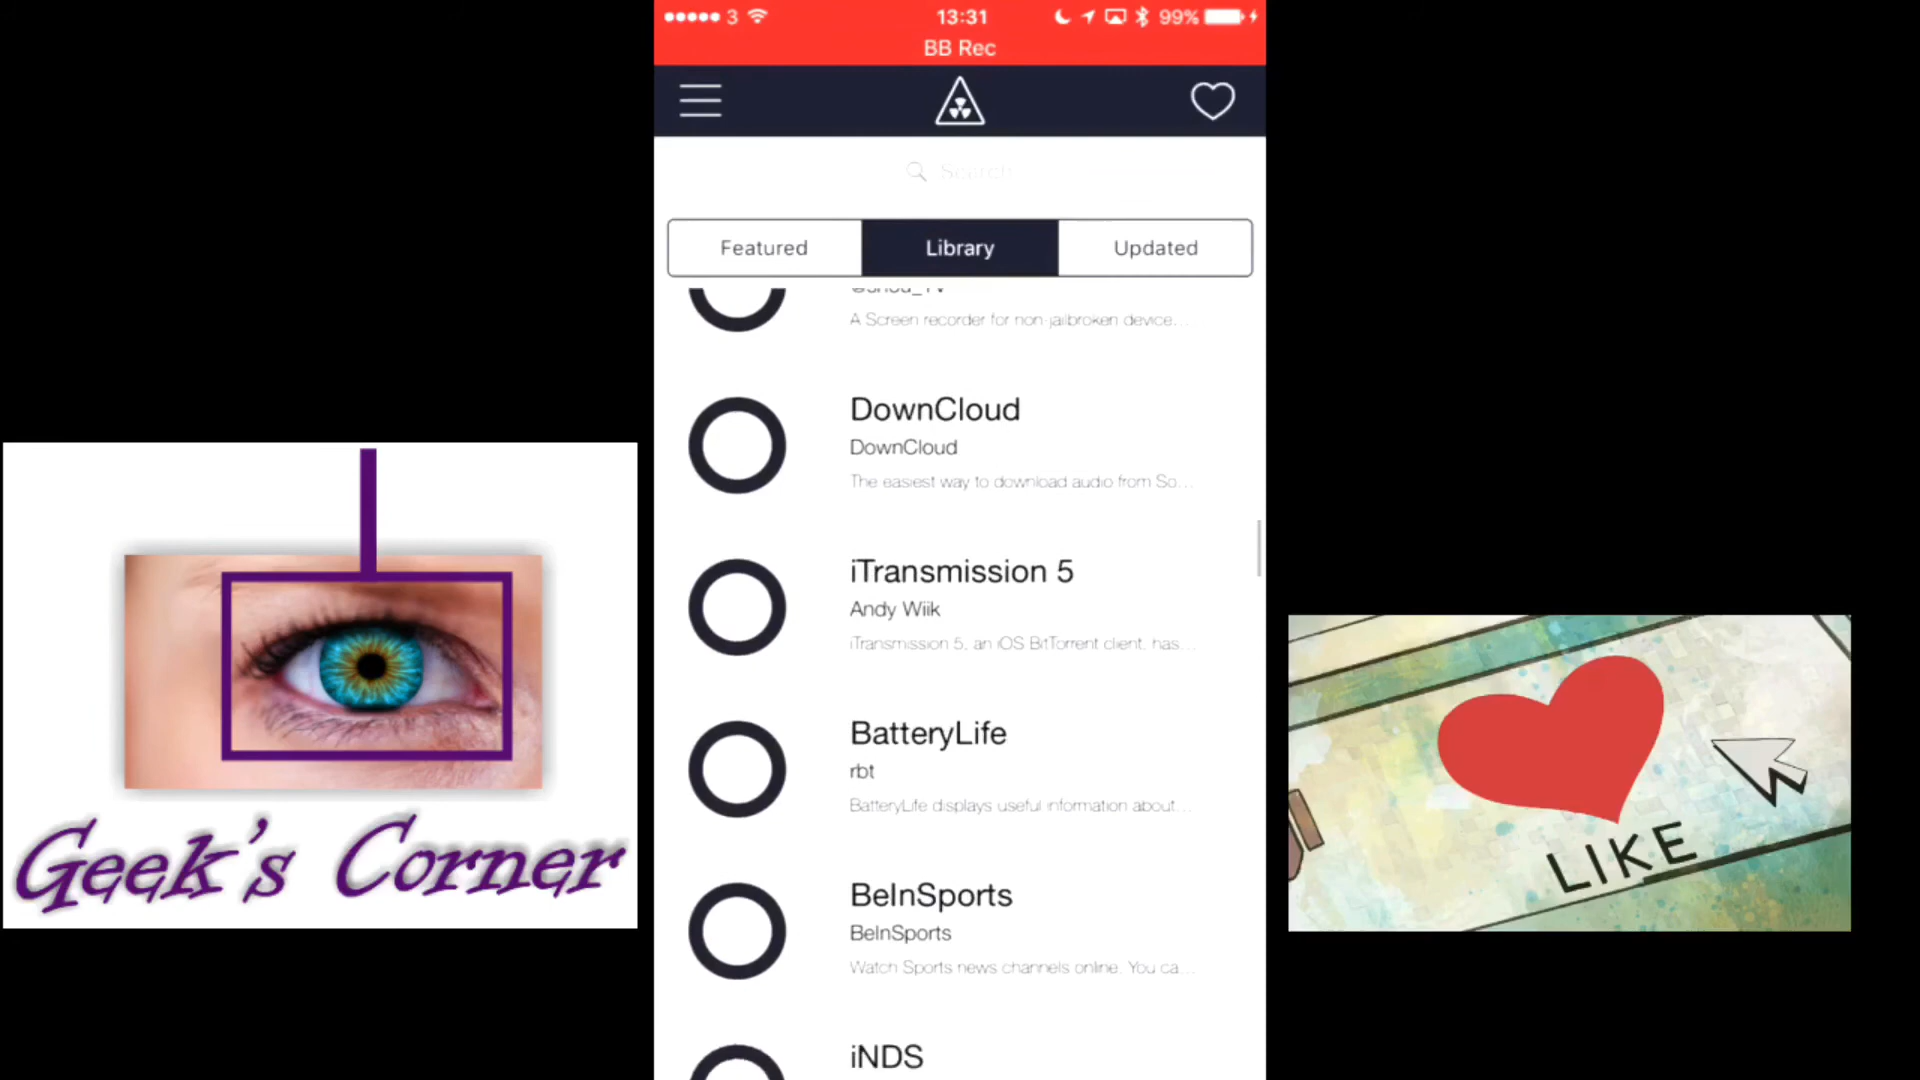 3 13:31 99%
BB Rec
Search
Featured Library Updated
A Screen recorder for non-jailbroken device...
DownCloud
DownCloud
The easiest way to download audio from So...
iTransmission 5
Andy Wiik
iTransmission 5, an iOS BitTorrent client, has...
BatteryLife
rbt
BatteryLife displays useful information about...
BeInSports
BeInSports
Watch Sports news channels online. You ca...
iNDS
Geek's Corner
LIKE